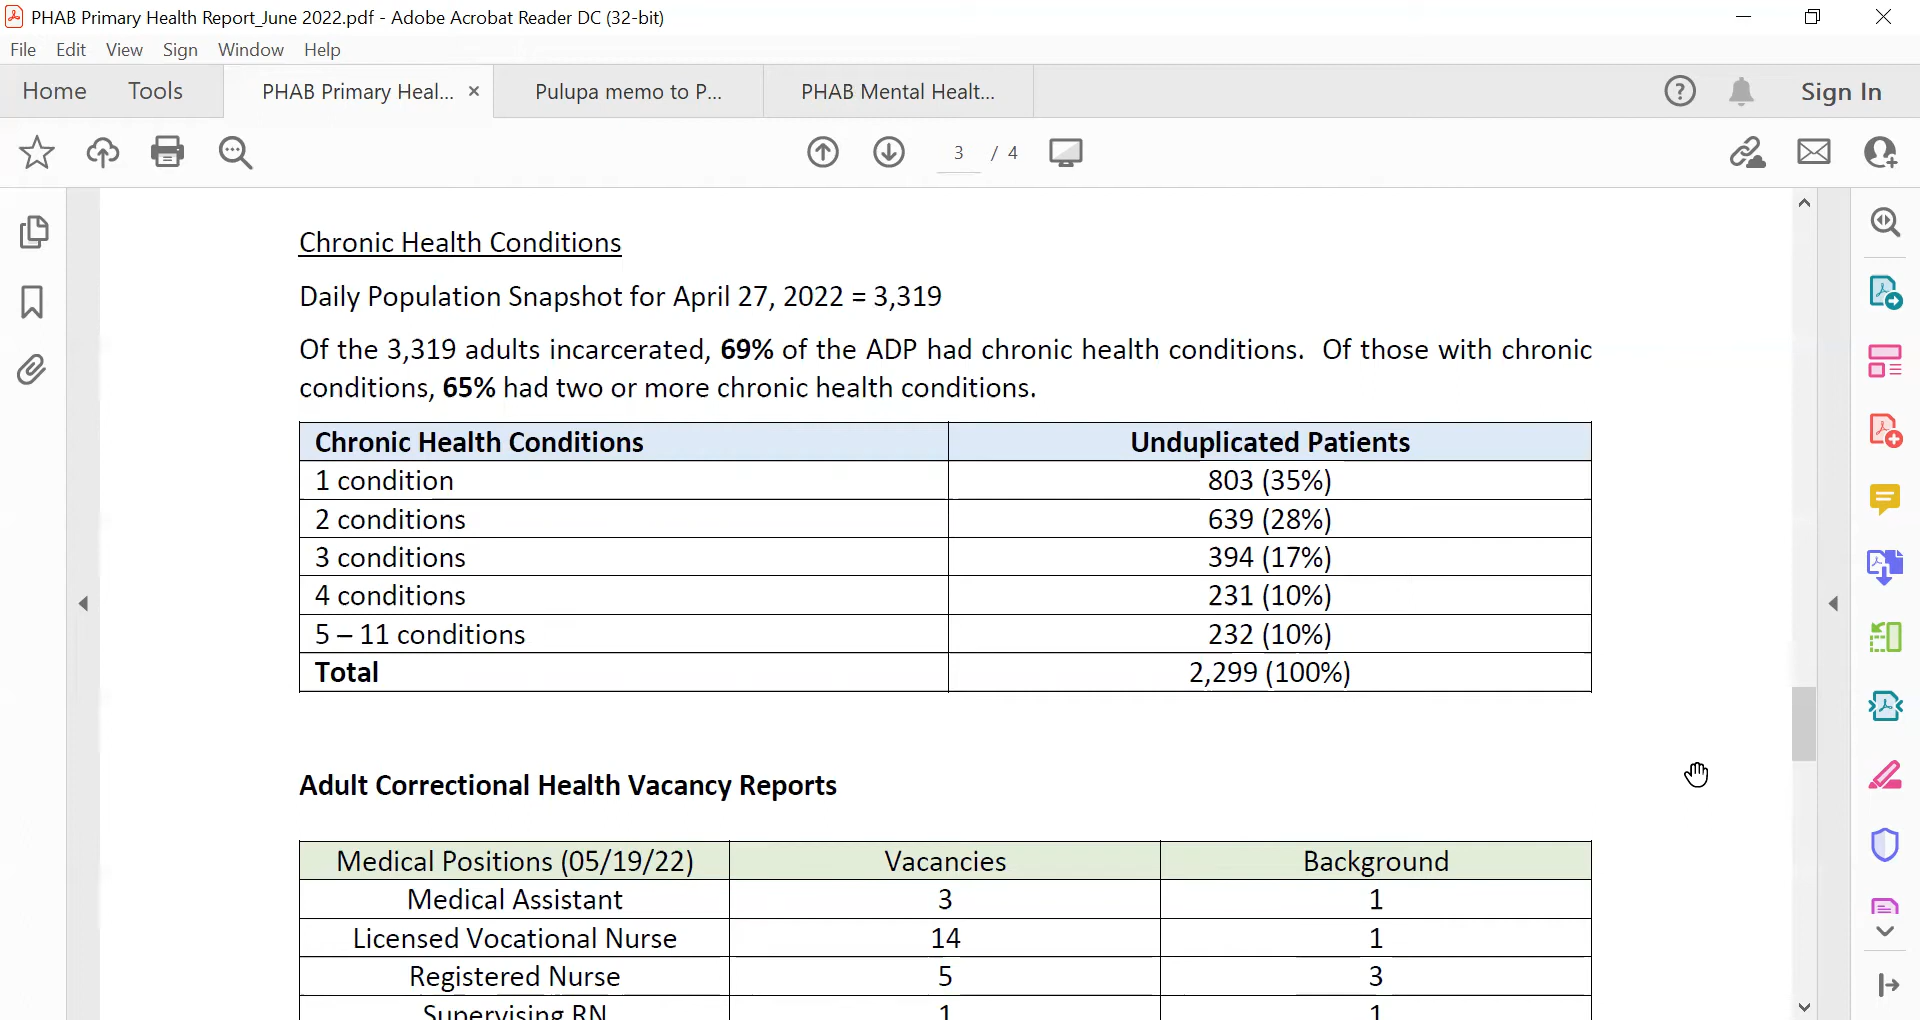 PHAB Primary Health Report_June 2022.pdf - Adobe Acrobat Reader DC (32-bit)
File Edit View Sign Window Help
Home Tools PHAB Primary Heal... × Pulupa memo to P... PHAB Mental Healt... Sign In
3 / 4
Chronic Health Conditions
Daily Population Snapshot for April 27, 2022 = 3,319
Of the 3,319 adults incarcerated, 69% of the ADP had chronic health conditions. Of those with chronic
conditions, 65% had two or more chronic health conditions.
Chronic Health Conditions Unduplicated Patients
1 condition 803 (35%)
2 conditions 639 (28%)
3 conditions 394 (17%)
4 conditions 231 (10%)
5 – 11 conditions 232 (10%)
Total 2,299 (100%)
Adult Correctional Health Vacancy Reports
Medical Positions (05/19/22) Vacancies Background
Medical Assistant 3 1
Licensed Vocational Nurse 14 1
Registered Nurse 5 3
Supervising RN 1 1